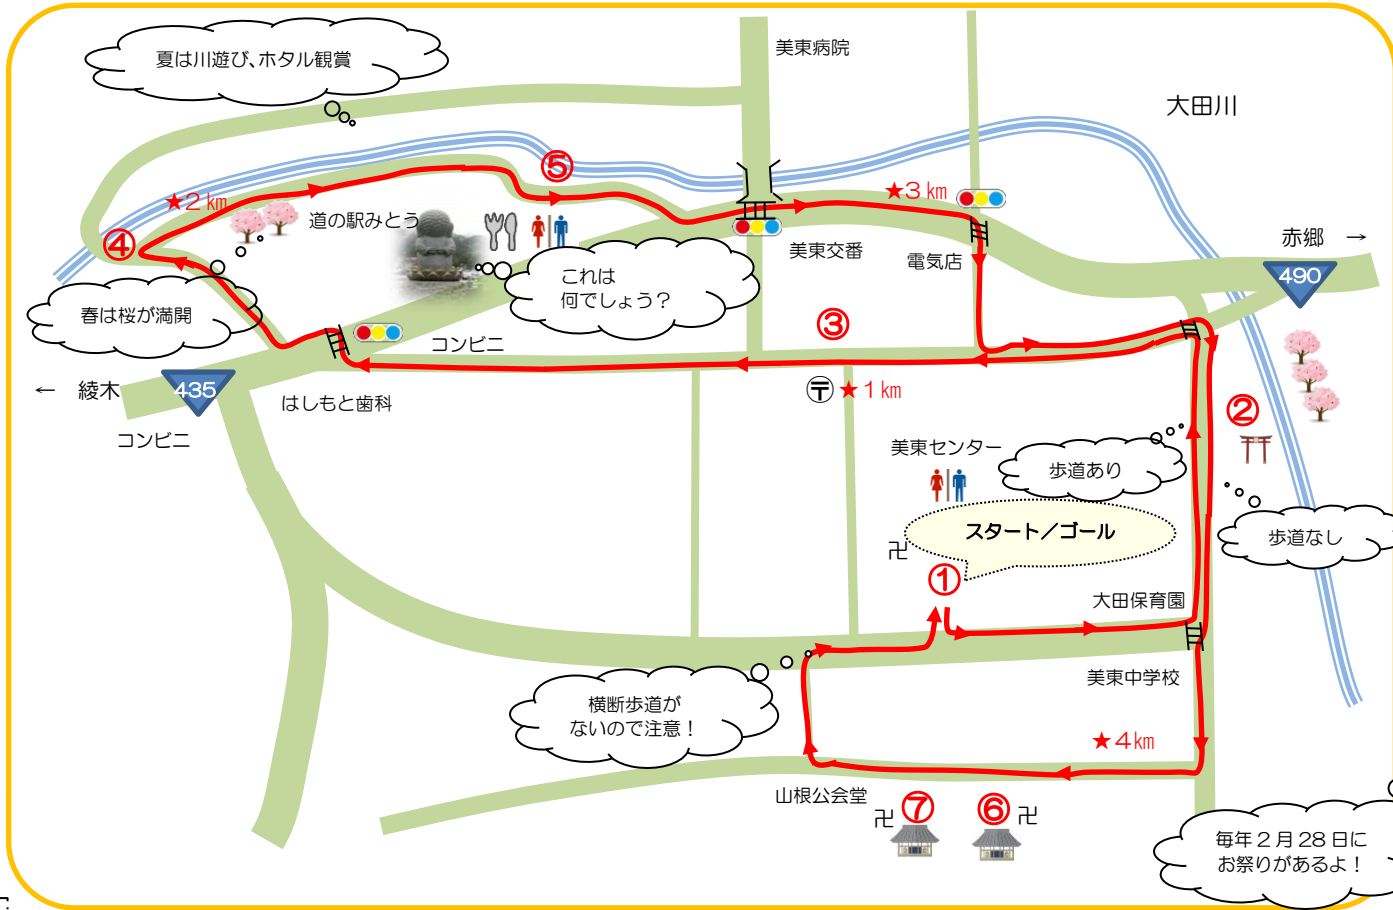 夏は川遊び、ホタル観賞
美東病院
大田川
⑤
★2㎞
★3㎞
道の駅みとう
④
美東交番
電気店
赤郷 →
490
これは
何でしょう？
春は桜が満開
③
コンビニ
← 綾木
435
はしもと歯科
〒 ★1㎞
コンビニ
②
美東センター
歩道あり
スタート／ゴール
卍
歩道なし
①
大田保育園
美東中学校
横断歩道が
ないので注意！
★4㎞
山根公会堂
卍 ⑦
⑥ 卍
毎年２月28日に
お祭りがあるよ！